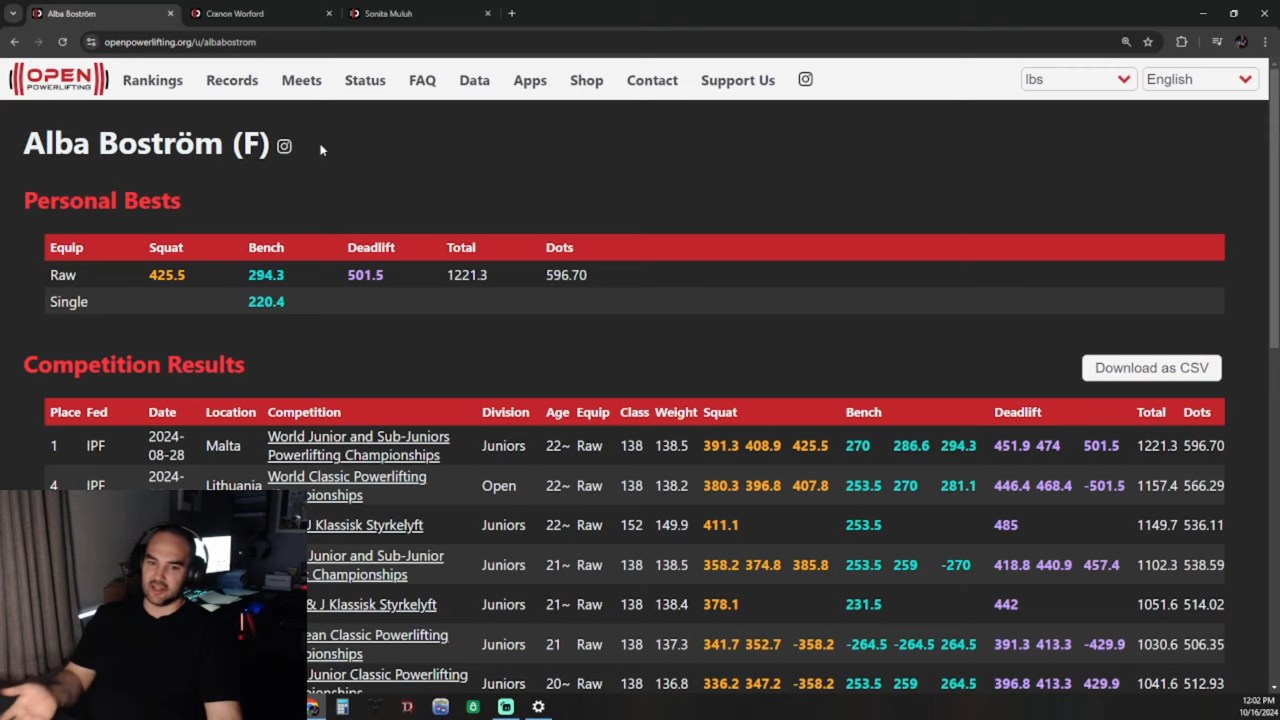 Alba Boström
Cranon Worford
Sonita Muluh
openpowerlifting.org/u/albabostrom
OPEN
POWERLIFTING
Rankings Records Meets Status FAQ Data Apps Shop Contact Support Us
lbs
English
Alba Boström (F)
Personal Bests
Equip Squat Bench Deadlift Total Dots
Raw 425.5 294.3 501.5 1221.3 596.70
Single 220.4
Competition Results
Download as CSV
Place Fed Date Location Competition Division Age Equip Class Weight Squat Bench Deadlift Total Dots
1 IPF 2024-08-28 Malta World Junior and Sub-Juniors Powerlifting Championships Juniors 22~ Raw 138 138.5 391.3 408.9 425.5 270 286.6 294.3 451.9 474 501.5 1221.3 596.70
4 IPF 2024- Lithuania World Classic Powerlifting ionships Open 22~ Raw 138 138.2 380.3 396.8 407.8 253.5 270 281.1 446.4 468.4 -501.5 1157.4 566.29
J Klassisk Styrkelyft Juniors 22~ Raw 152 149.9 411.1 253.5 485 1149.7 536.11
Junior and Sub-Junior Championships Juniors 21~ Raw 138 138.5 358.2 374.8 385.8 253.5 259 -270 418.8 440.9 457.4 1102.3 538.59
& J Klassisk Styrkelyft Juniors 21~ Raw 138 138.4 378.1 231.5 442 1051.6 514.02
ean Classic Powerlifting ionships Juniors 21 Raw 138 137.3 341.7 352.7 -358.2 -264.5 -264.5 264.5 391.3 413.3 -429.9 1030.6 506.35
Junior Classic Powerlifting ionships Juniors 20~ Raw 138 136.8 336.2 347.2 -358.2 253.5 259 264.5 396.8 413.3 429.9 1041.6 512.93
12:02 PM
10/16/2024